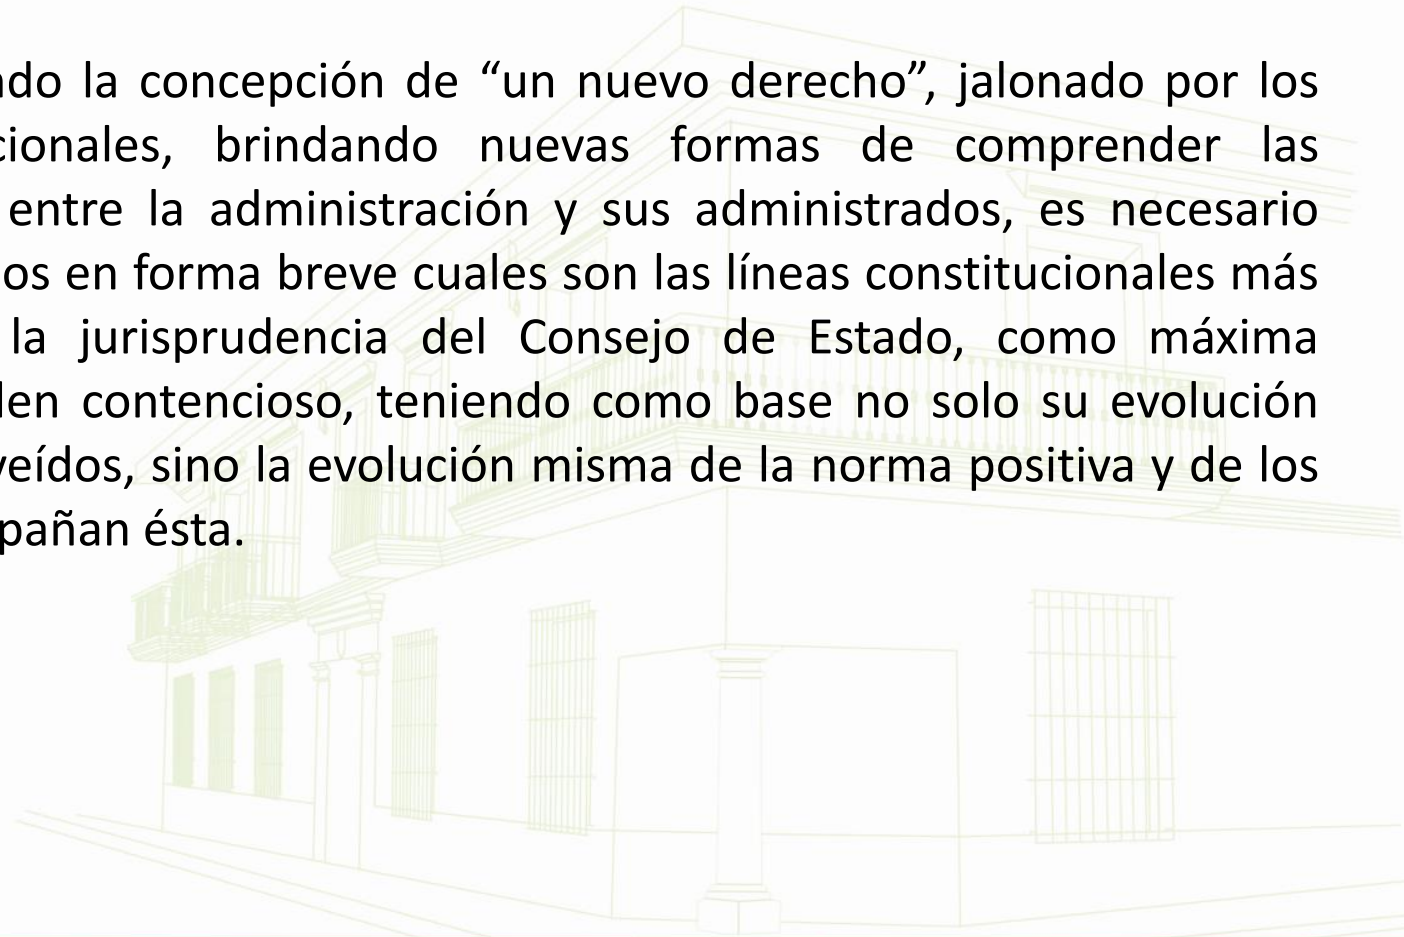 ndo la concepción de “un nuevo derecho”, jalonado por los
cionales, brindando nuevas formas de comprender las
entre la administración y sus administrados, es necesario
os en forma breve cuales son las líneas constitucionales más
la jurisprudencia del Consejo de Estado, como máxima
den contencioso, teniendo como base no solo su evolución
veídos, sino la evolución misma de la norma positiva y de los
pañan ésta.